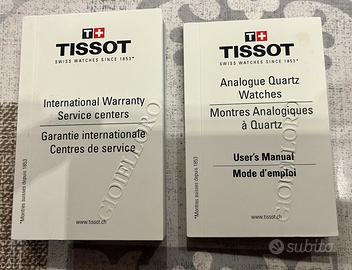 T+
TISSOT
SWISS WATCHES SINCE 1853*
International Warranty
Service centers
Garantie internationale
Centres de service
*Montres suisses depuis 1853
www.tissot.ch
GIOIELLORO
T+
TISSOT
SWISS WATCHES SINCE 1853*
Analogue Quartz
Watches
Montres Analogiques
à Quartz
User's Manual
Mode d'emploi
*Montres suisses depuis 1853
www.tissot.ch
GIOIELLORO
subito